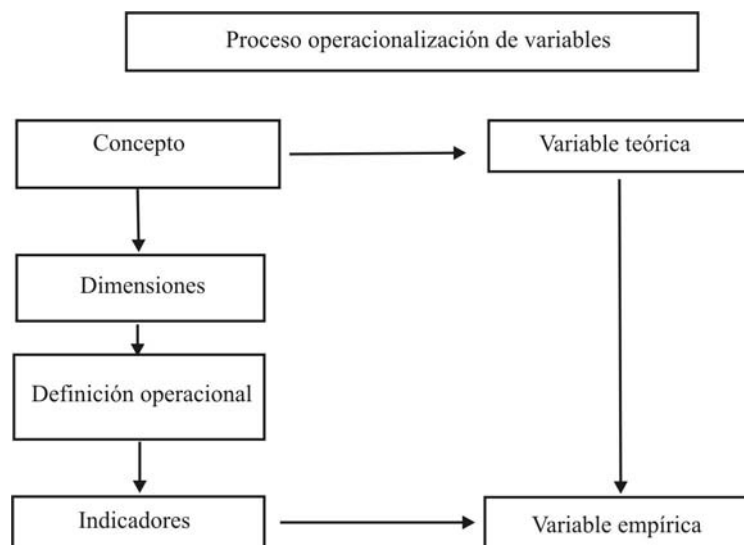 Proceso operacionalización de variables
Concepto
Variable teórica
Dimensiones
Definición operacional
Indicadores
Variable empírica